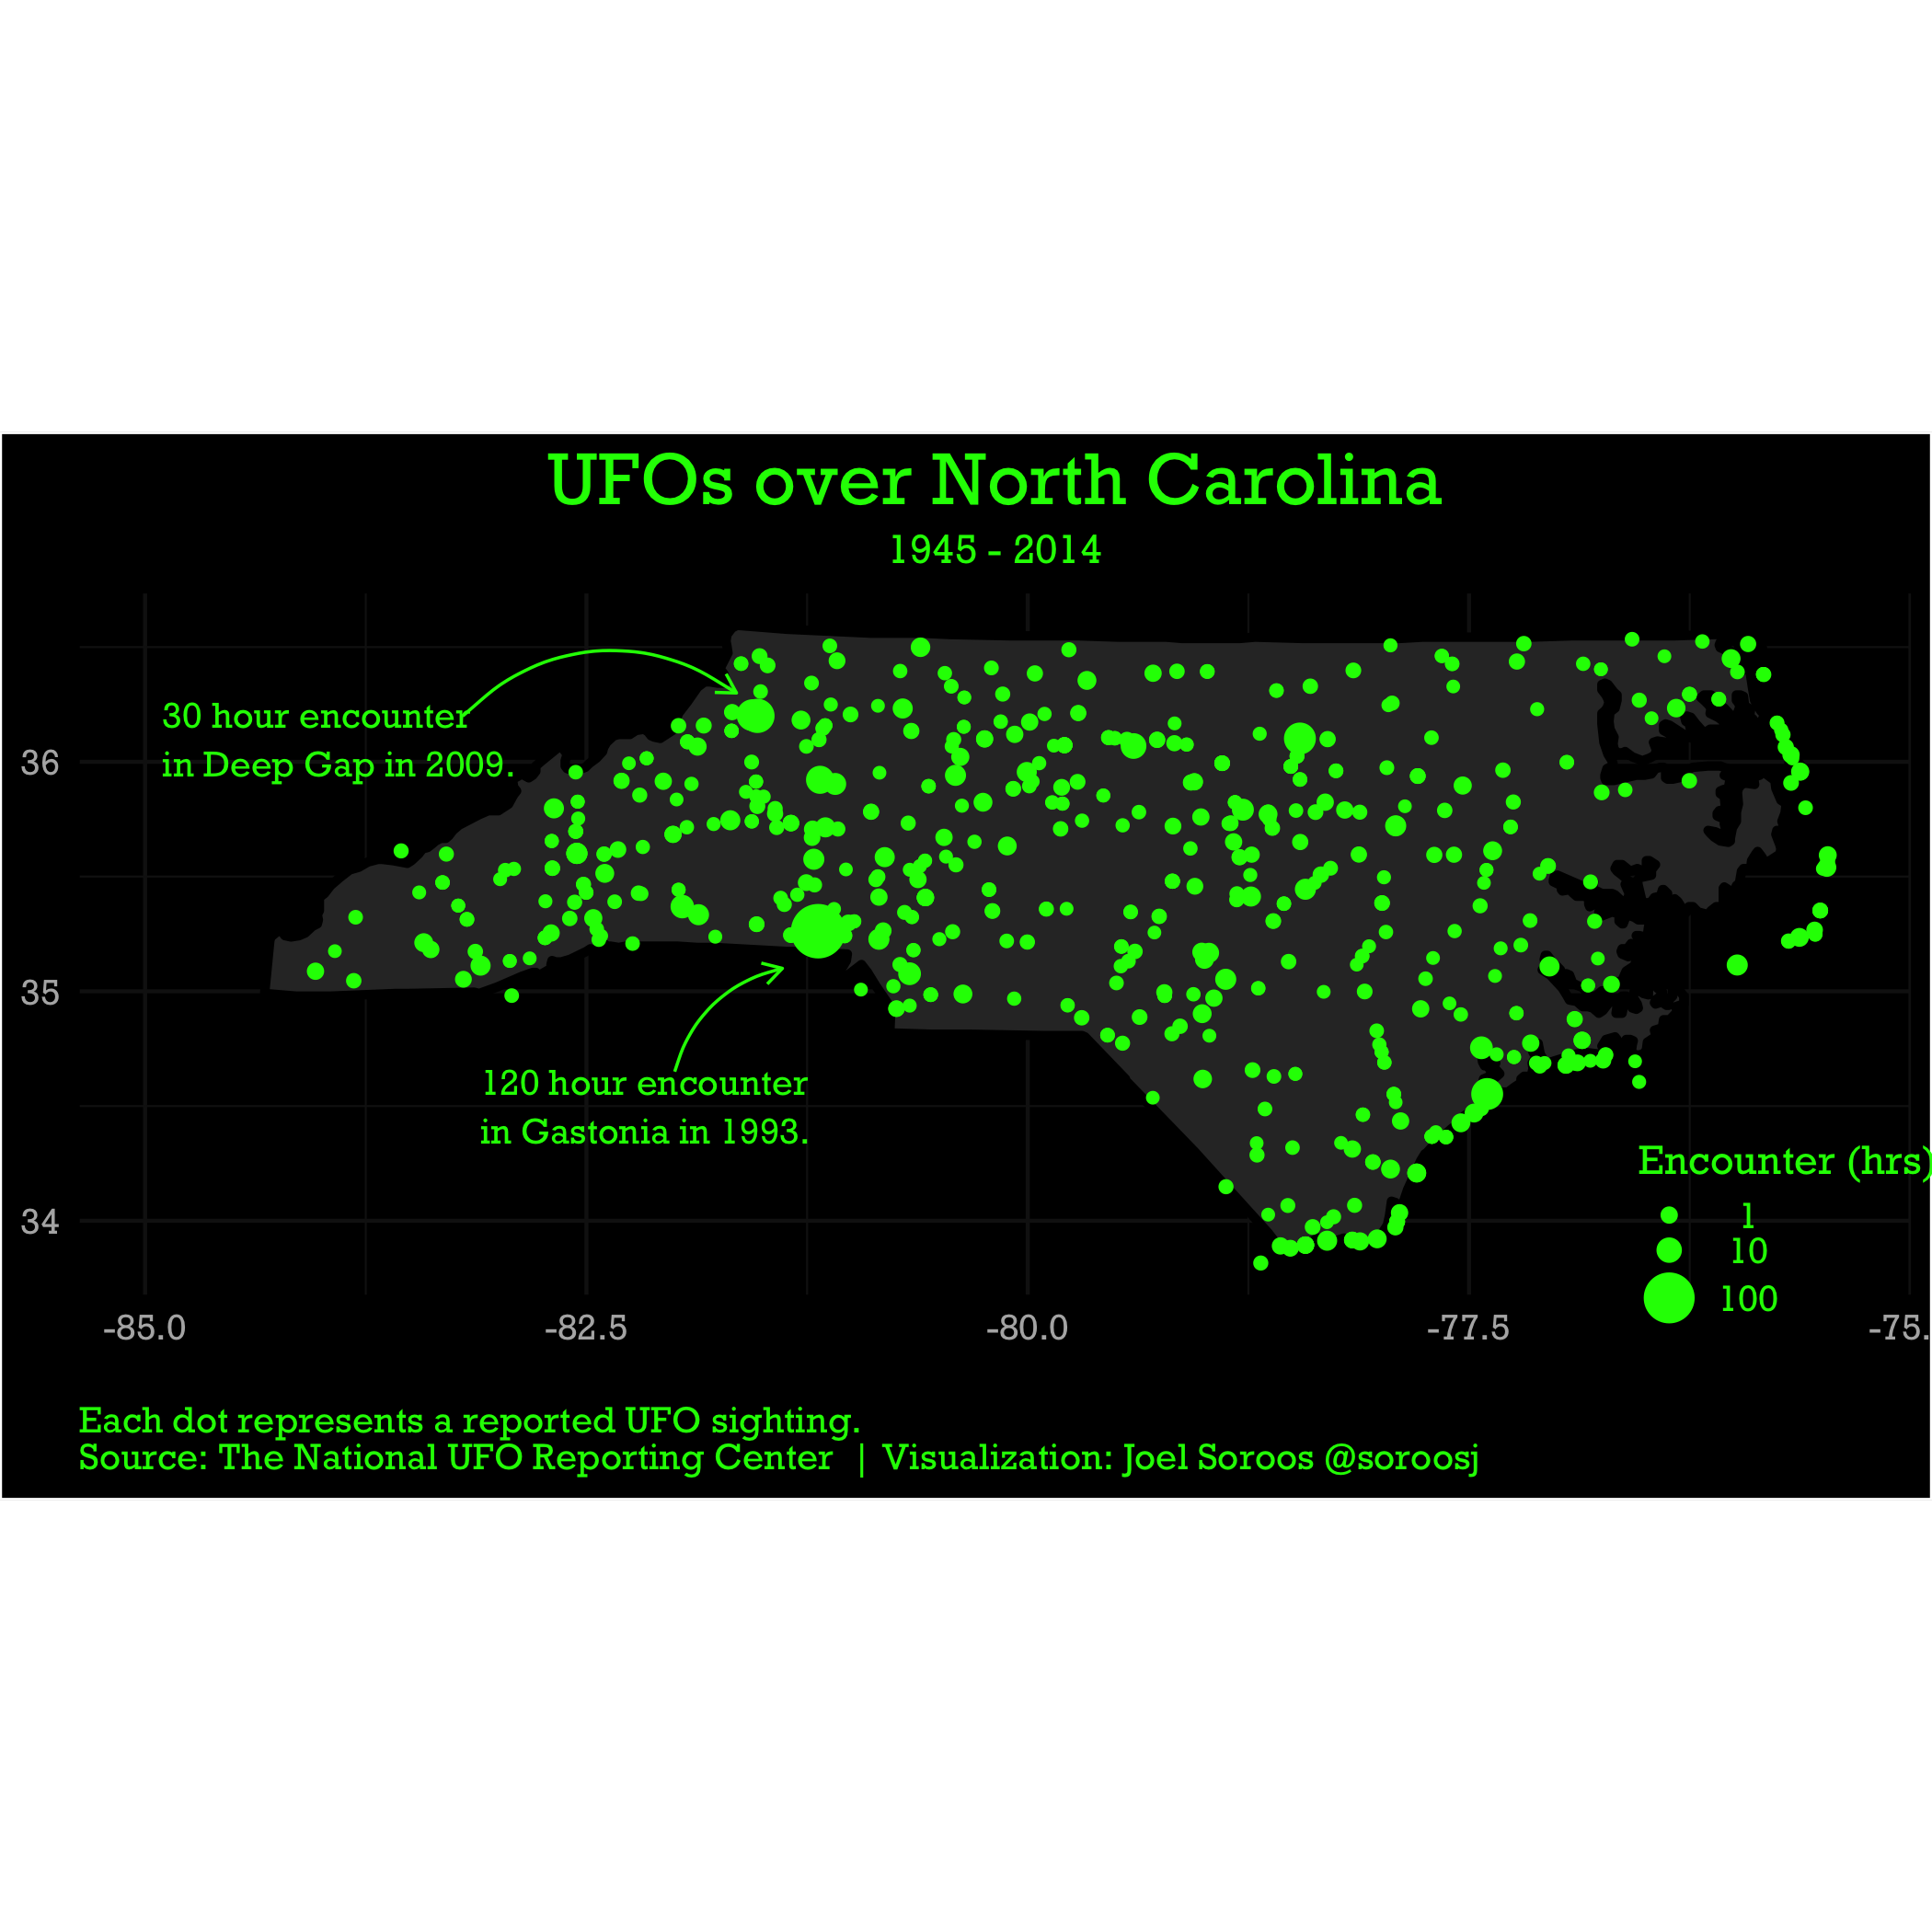 UFOs over North Carolina
1945 - 2014
30 hour encounter
in Deep Gap in 2009.
36
35
120 hour encounter
in Gastonia in 1993.
34
Encounter (hrs)
1
10
100
-85.0
-82.5
-80.0
-77.5
-75.
Each dot represents a reported UFO sighting.
Source: The National UFO Reporting Center | Visualization: Joel Soroos @soroosj